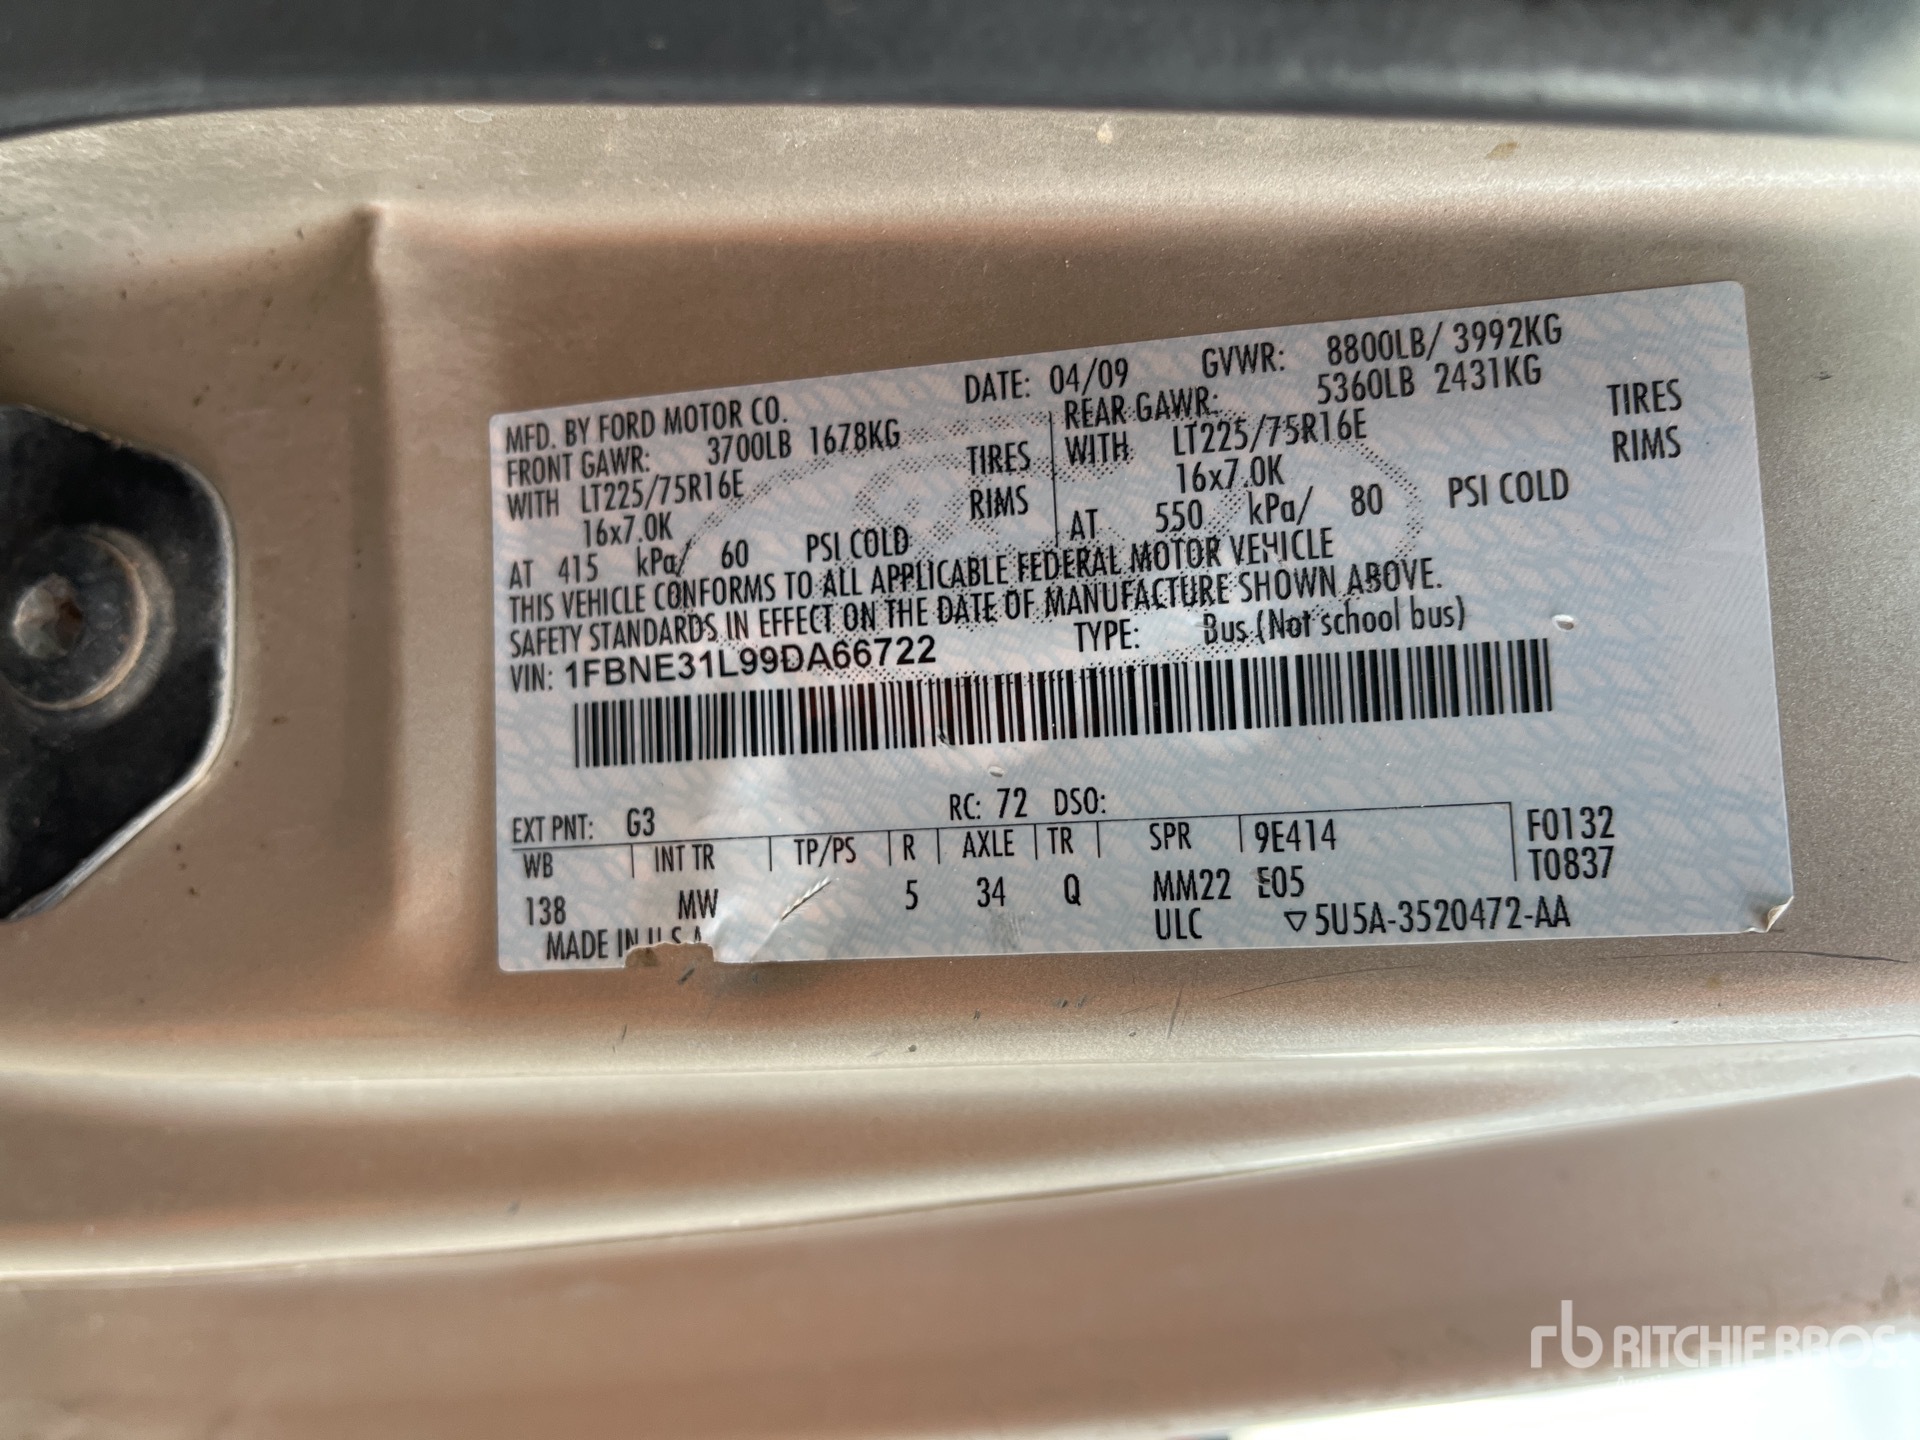 MFD. BY FORD MOTOR CO. DATE: 04/09 GVWR: 8800LB/ 3992KG
FRONT GAWR: 3700LB 1678KG
WITH LT225/75R16E TIRES
16x7.0K RIMS
AT 415 kPa/ 60 PSI COLD
REAR GAWR: 5360LB 2431KG
WITH LT225/75R16E TIRES
16x7.0K RIMS
AT 550 kPa/ 80 PSI COLD
THIS VEHICLE CONFORMS TO ALL APPLICABLE FEDERAL MOTOR VEHICLE
SAFETY STANDARDS IN EFFECT ON THE DATE OF MANUFACTURE SHOWN ABOVE.
VIN: 1FBNE31L99DA66722 TYPE: Bus (Not school bus)
EXT PNT: G3 RC: 72 DSO:
WB INT TR TP/PS R AXLE TR SPR 9E414 F0132
138 MW 5 34 Q MM22 E05 T0837
MADE IN U.S.A. ULC ▽5U5A-3520472-AA
rb RITCHIE BROS